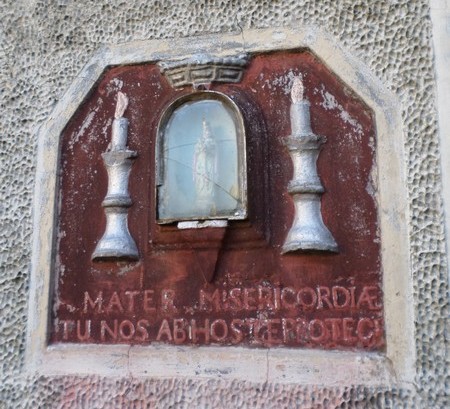 MATER MISERICORDIÆ
TU NOS AB HOSTE PROTEGE